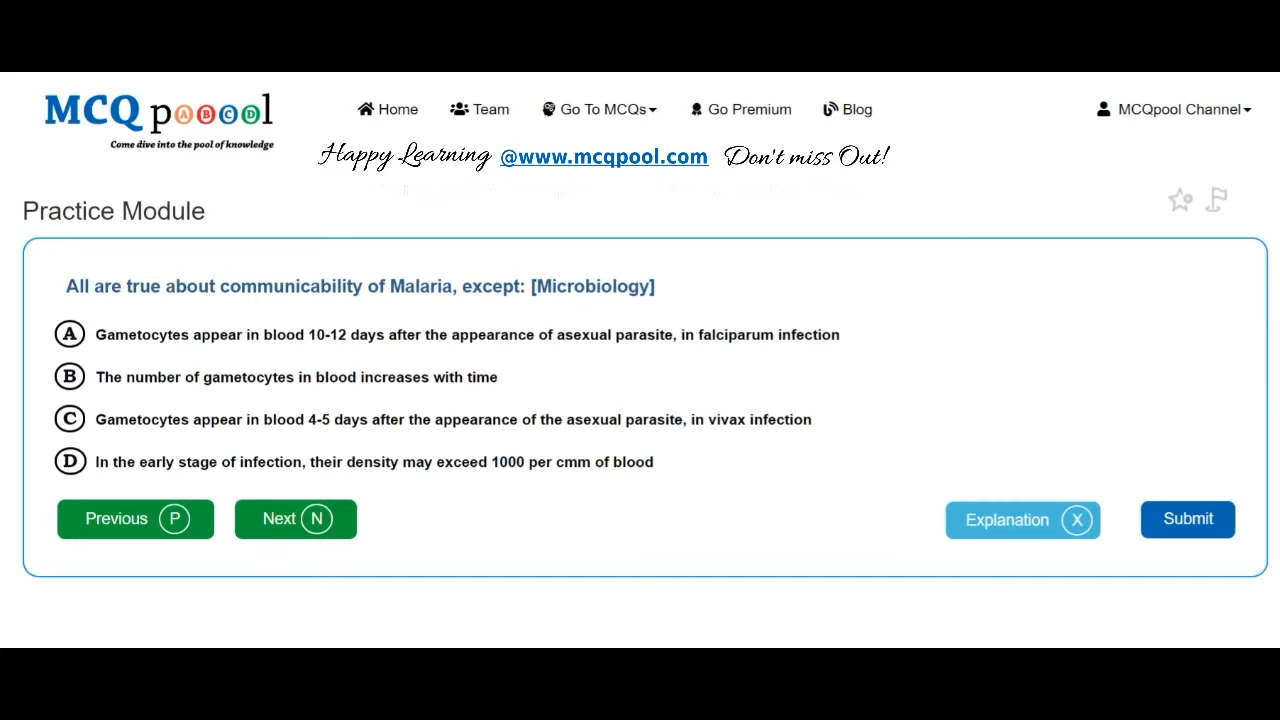 MCQ pooool
Come dive into the pool of knowledge
Home Team Go To MCQs Go Premium Blog MCQpool Channel
Happy Learning @www.mcqpool.com Don't miss Out!
Practice Module
All are true about communicability of Malaria, except: [Microbiology]
A Gametocytes appear in blood 10-12 days after the appearance of asexual parasite, in falciparum infection
B The number of gametocytes in blood increases with time
C Gametocytes appear in blood 4-5 days after the appearance of the asexual parasite, in vivax infection
D In the early stage of infection, their density may exceed 1000 per cmm of blood
Previous P Next N Explanation X Submit